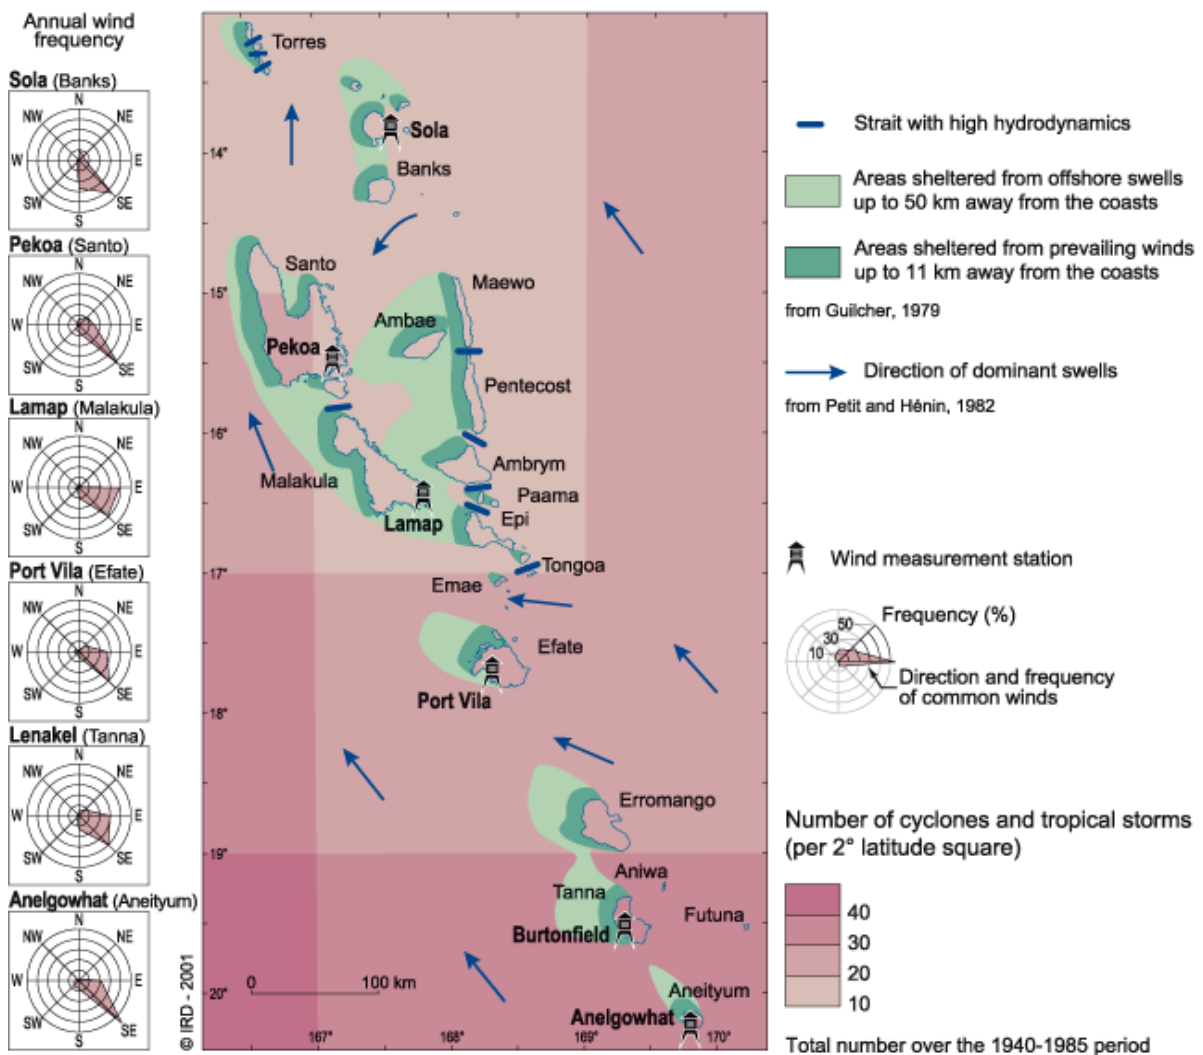 Annual wind
frequency
Sola (Banks)
N
NW
NE
W
E
SW
SE
S
Pekoa (Santo)
N
NW
NE
W
E
SW
SE
S
Lamap (Malakula)
N
NW
NE
W
E
SW
SE
S
Port Vila (Efate)
N
NW
NE
W
E
SW
SE
S
Lenakel (Tanna)
N
NW
NE
W
E
SW
SE
S
Anelgowhat (Aneityum)
N
NW
NE
W
E
SW
SE
S
© IRD - 2001
Torres
Sola
14°
Banks
Santo
15°
Maewo
Ambae
Pekoa
Pentecost
16°
Ambrym
Malakula
Paama
Lamap
Epi
17°
Tongoa
Emae
Efate
Port Vila
18°
Erromango
19°
Aniwa
Tanna
Futuna
Burtonfield
0
100 km
20°
Aneityum
Anelgowhat
167°
168°
169°
170°
Strait with high hydrodynamics
Areas sheltered from offshore swells
up to 50 km away from the coasts
Areas sheltered from prevailing winds
up to 11 km away from the coasts
from Guilcher, 1979
Direction of dominant swells
from Petit and Hénin, 1982
Wind measurement station
Frequency (%)
50
30
10
Direction and frequency
of common winds
Number of cyclones and tropical storms
(per 2° latitude square)
40
30
20
10
Total number over the 1940-1985 period